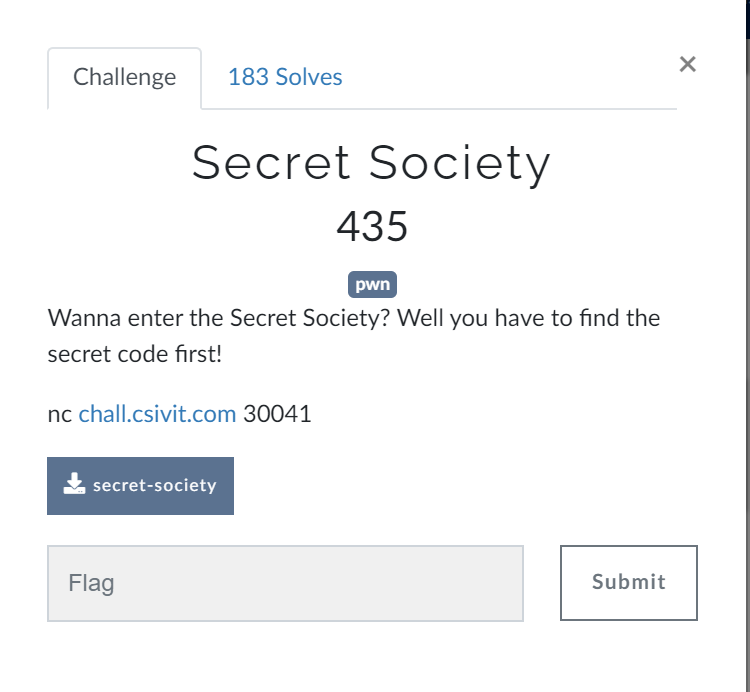 Challenge 183 Solves ×
Secret Society
435
pwn
Wanna enter the Secret Society? Well you have to find the
secret code first!
nc chall.csivit.com 30041
secret-society
Flag Submit